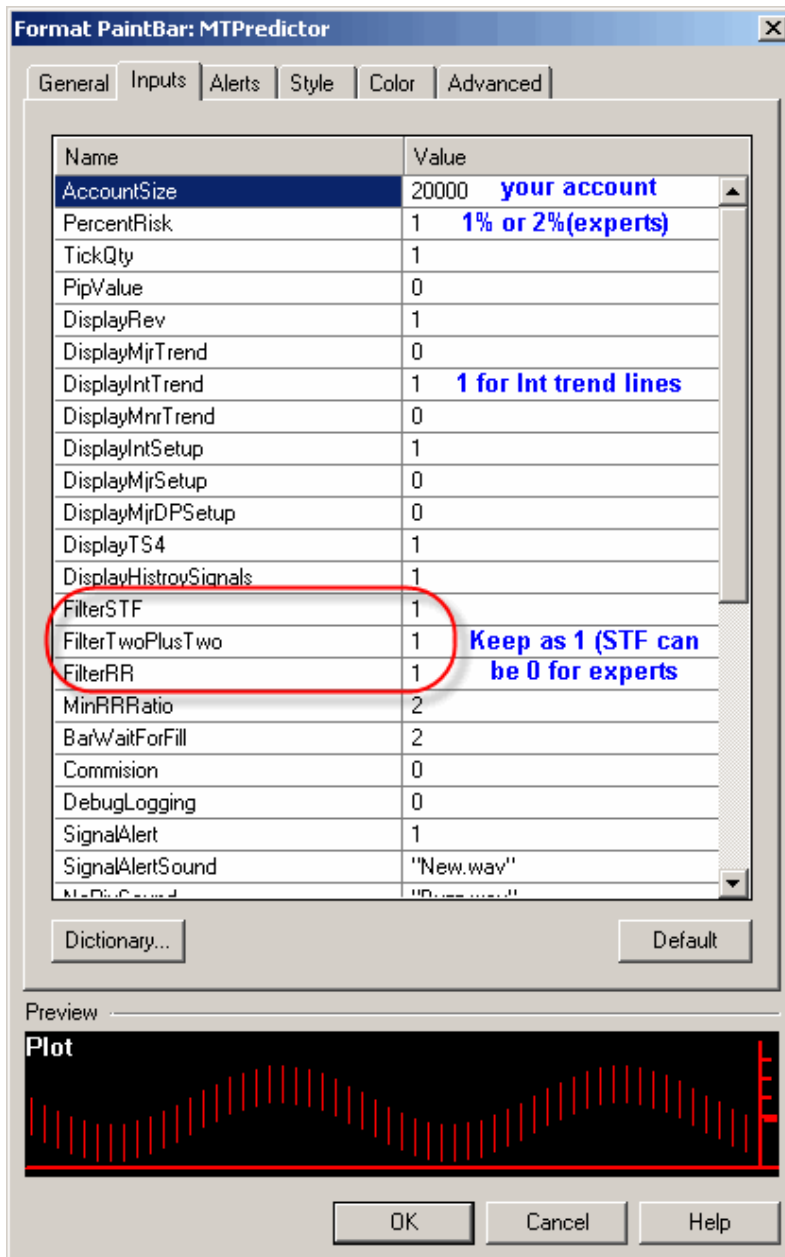 Format PaintBar: MTPredictor
General Inputs Alerts Style Color Advanced
Name Value
AccountSize 20000 your account
PercentRisk 1 1% or 2%(experts)
TickQty 1
PipValue 0
DisplayRev 1
DisplayMjrTrend 0
DisplayIntTrend 1 1 for Int trend lines
DisplayMnrTrend 0
DisplayIntSetup 1
DisplayMjrSetup 0
DisplayMjrDPSetup 0
DisplayTS4 1
DisplayHistroySignals 1
FilterSTF 1
FilterTwoPlusTwo 1 Keep as 1 (STF can
FilterRR 1 be 0 for experts
MinRRRatio 2
BarWaitForFill 2
Commision 0
DebugLogging 0
SignalAlert 1
SignalAlertSound "New.wav"
Dictionary... Default
Preview
Plot
OK Cancel Help